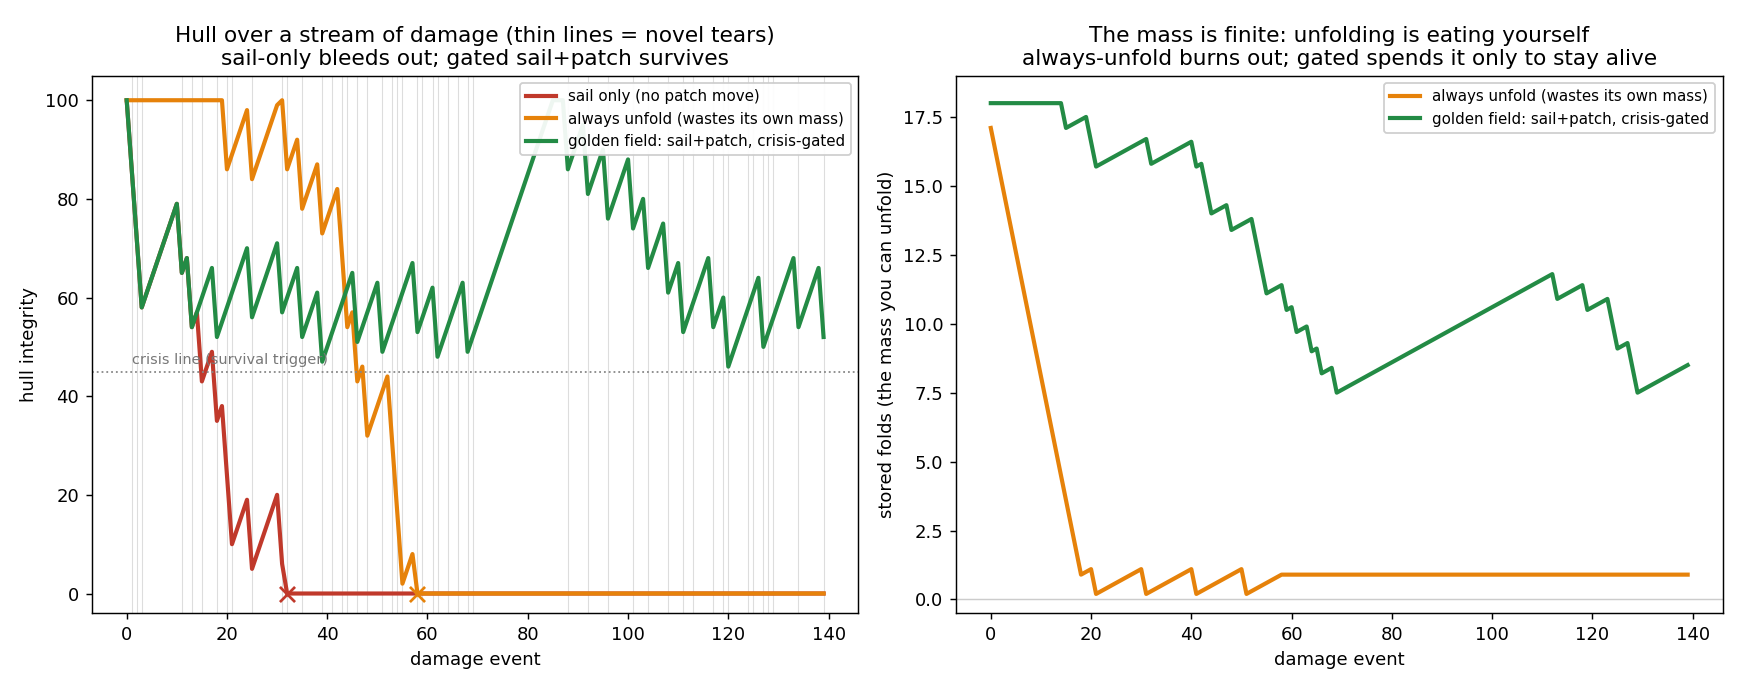 Hull over a stream of damage (thin lines = novel tears)
sail-only bleeds out; gated sail+patch survives
100
80
60
40
20
0
hull integrity
sail only (no patch move)
always unfold (wastes its own mass)
golden field: sail+patch, crisis-gated
crisis line (survival trigger)
0
20
40
60
80
100
120
140
damage event
The mass is finite: unfolding is eating yourself
always-unfold burns out; gated spends it only to stay alive
17.5
15.0
12.5
10.0
7.5
5.0
2.5
0.0
stored folds (the mass you can unfold)
always unfold (wastes its own mass)
golden field: sail+patch, crisis-gated
0
20
40
60
80
100
120
140
damage event